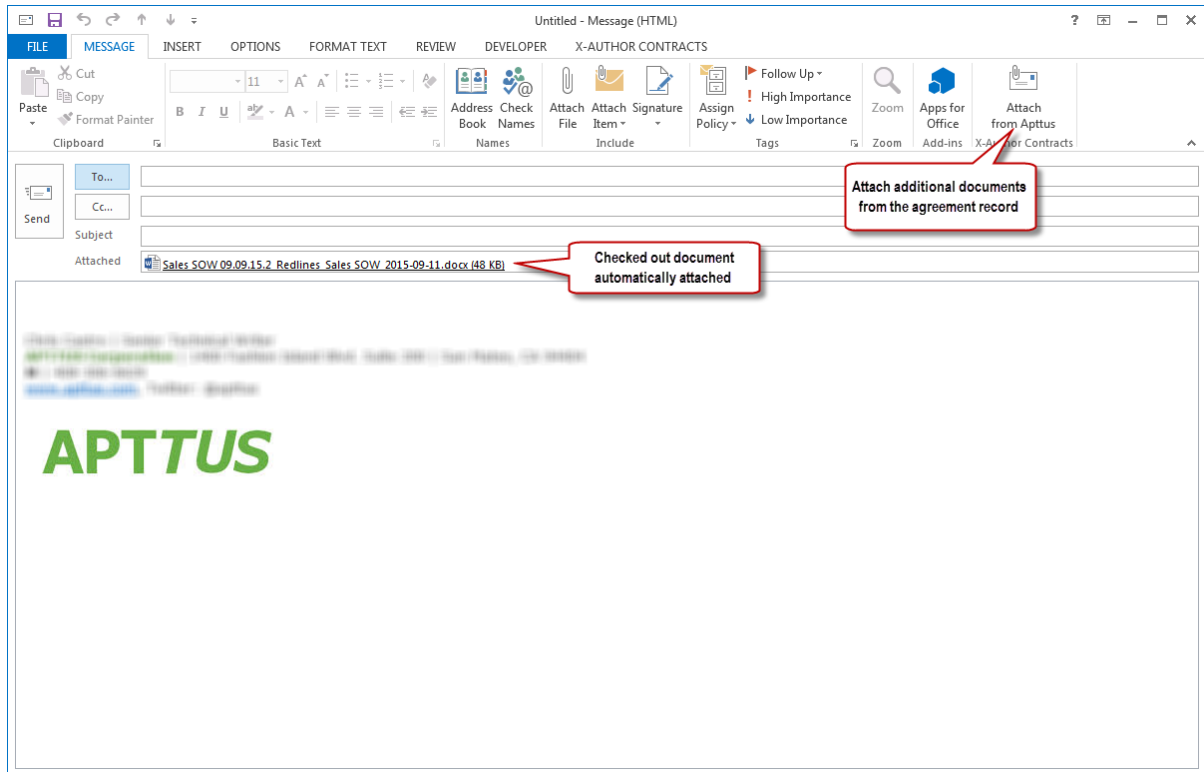 Untitled - Message (HTML)
FILE MESSAGE INSERT OPTIONS FORMAT TEXT REVIEW DEVELOPER X-AUTHOR CONTRACTS
Paste
Cut
Copy
Format Painter
Clipboard
11
B I U
Basic Text
Address Book
Check Names
Names
Attach File
Attach Item
Signature
Include
Assign Policy
Follow Up
High Importance
Low Importance
Tags
Zoom
Zoom
Apps for Office
Add-ins
Attach from Apttus
X-Author Contracts
Attach additional documents
from the agreement record
Send
To...
Cc...
Subject
Attached
Sales SOW 09.09.15.2_Redlines_Sales SOW_2015-09-11.docx (48 KB)
Checked out document
automatically attached
APTTUS